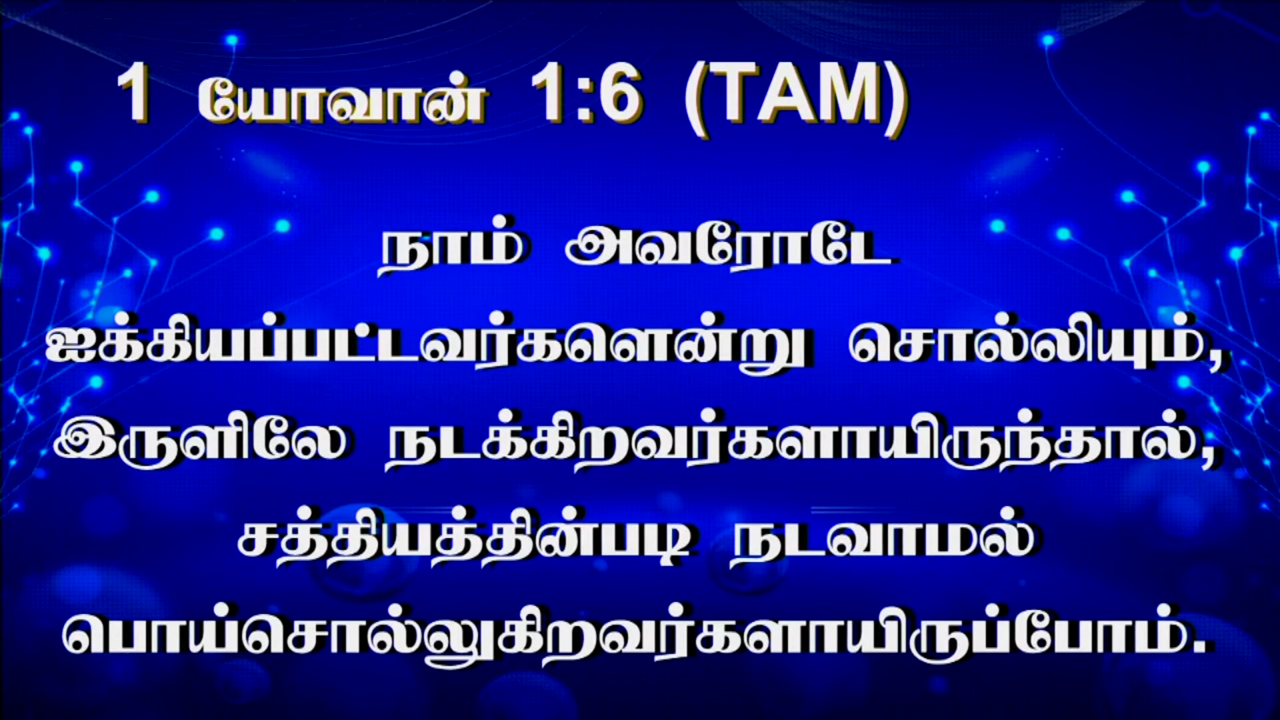 1 யோவான் 1:6 (TAM)
நாம் அவரோடே
ஐக்கியப்பட்டவர்களென்று சொல்லியும்,
இருளிலே நடக்கிறவர்களாயிருந்தால்,
சத்தியத்தின்படி நடவாமல்
பொய்சொல்லுகிறவர்களாயிருப்போம்.